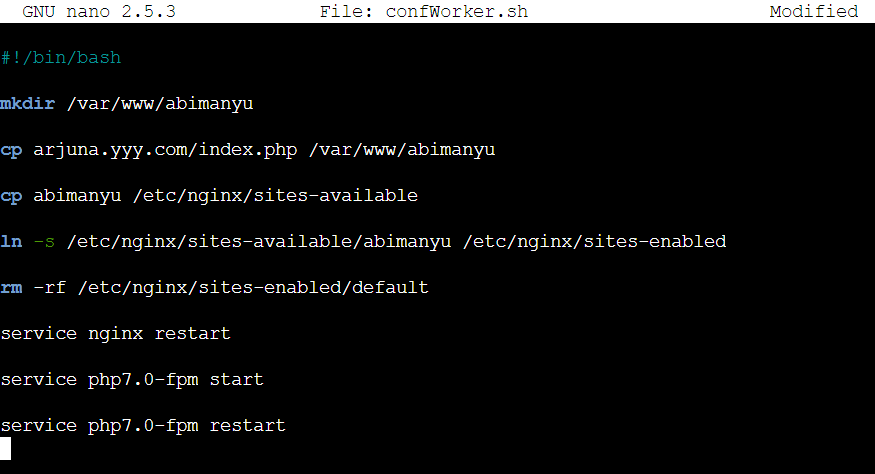 GNU nano 2.5.3 File: confWorker.sh Modified
#!/bin/bash
mkdir /var/www/abimanyu
cp arjuna.yyy.com/index.php /var/www/abimanyu
cp abimanyu /etc/nginx/sites-available
ln -s /etc/nginx/sites-available/abimanyu /etc/nginx/sites-enabled
rm -rf /etc/nginx/sites-enabled/default
service nginx restart
service php7.0-fpm start
service php7.0-fpm restart